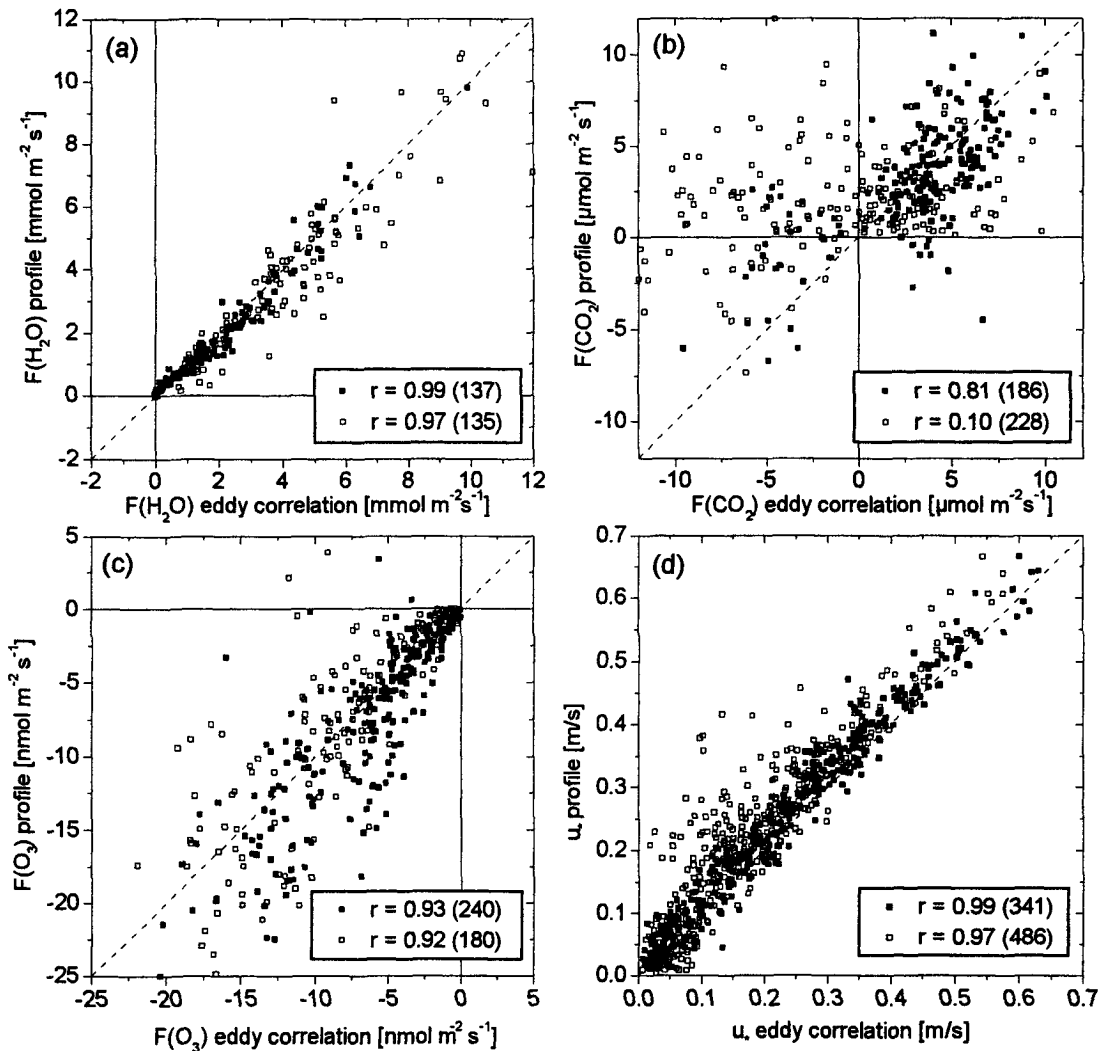 (a)
12
10
8
6
4
2
0
-2
F(H₂O) profile [mmol m⁻² s⁻¹]
r = 0.99 (137)
r = 0.97 (135)
-2 0 2 4 6 8 10 12
F(H₂O) eddy correlation [mmol m⁻²s⁻¹]
(b)
10
5
0
-5
-10
F(CO₂) profile [µmol m⁻² s⁻¹]
r = 0.81 (186)
r = 0.10 (228)
-10 -5 0 5 10
F(CO₂) eddy correlation [µmol m⁻²s⁻¹]
(c)
5
0
-5
-10
-15
-20
-25
F(O₃) profile [nmol m⁻² s⁻¹]
r = 0.93 (240)
r = 0.92 (180)
-25 -20 -15 -10 -5 0 5
F(O₃) eddy correlation [nmol m⁻² s⁻¹]
(d)
0.7
0.6
0.5
0.4
0.3
0.2
0.1
0.0
u* profile [m/s]
r = 0.99 (341)
r = 0.97 (486)
0.0 0.1 0.2 0.3 0.4 0.5 0.6 0.7
u* eddy correlation [m/s]